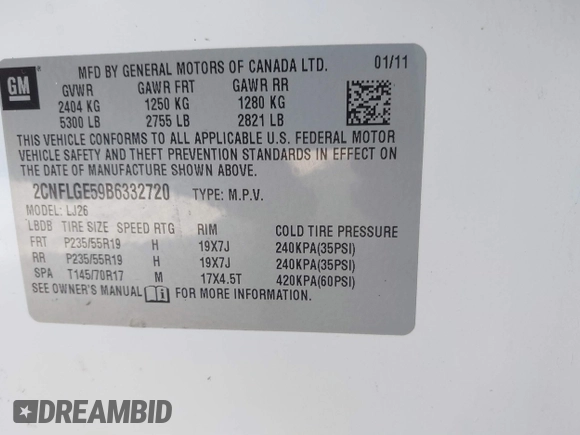 GM
MFD BY GENERAL MOTORS OF CANADA LTD. 01/11
GVWR GAWR FRT GAWR RR
2404 KG 1250 KG 1280 KG
5300 LB 2755 LB 2821 LB
THIS VEHICLE CONFORMS TO ALL APPLICABLE U.S. FEDERAL MOTOR
VEHICLE SAFETY AND THEFT PREVENTION STANDARDS IN EFFECT ON
THE DATE OF MANUFACTURE SHOWN ABOVE.
2CNFLGE59B6332720 TYPE: M.P.V.
MODEL: LJ26
LBDB TIRE SIZE SPEED RTG RIM COLD TIRE PRESSURE
FRT P235/55R19 H 19X7J 240KPA(35PSI)
RR P235/55R19 H 19X7J 240KPA(35PSI)
SPA T145/70R17 M 17X4.5T 420KPA(60PSI)
SEE OWNER'S MANUAL FOR MORE INFORMATION.
DREAMBID